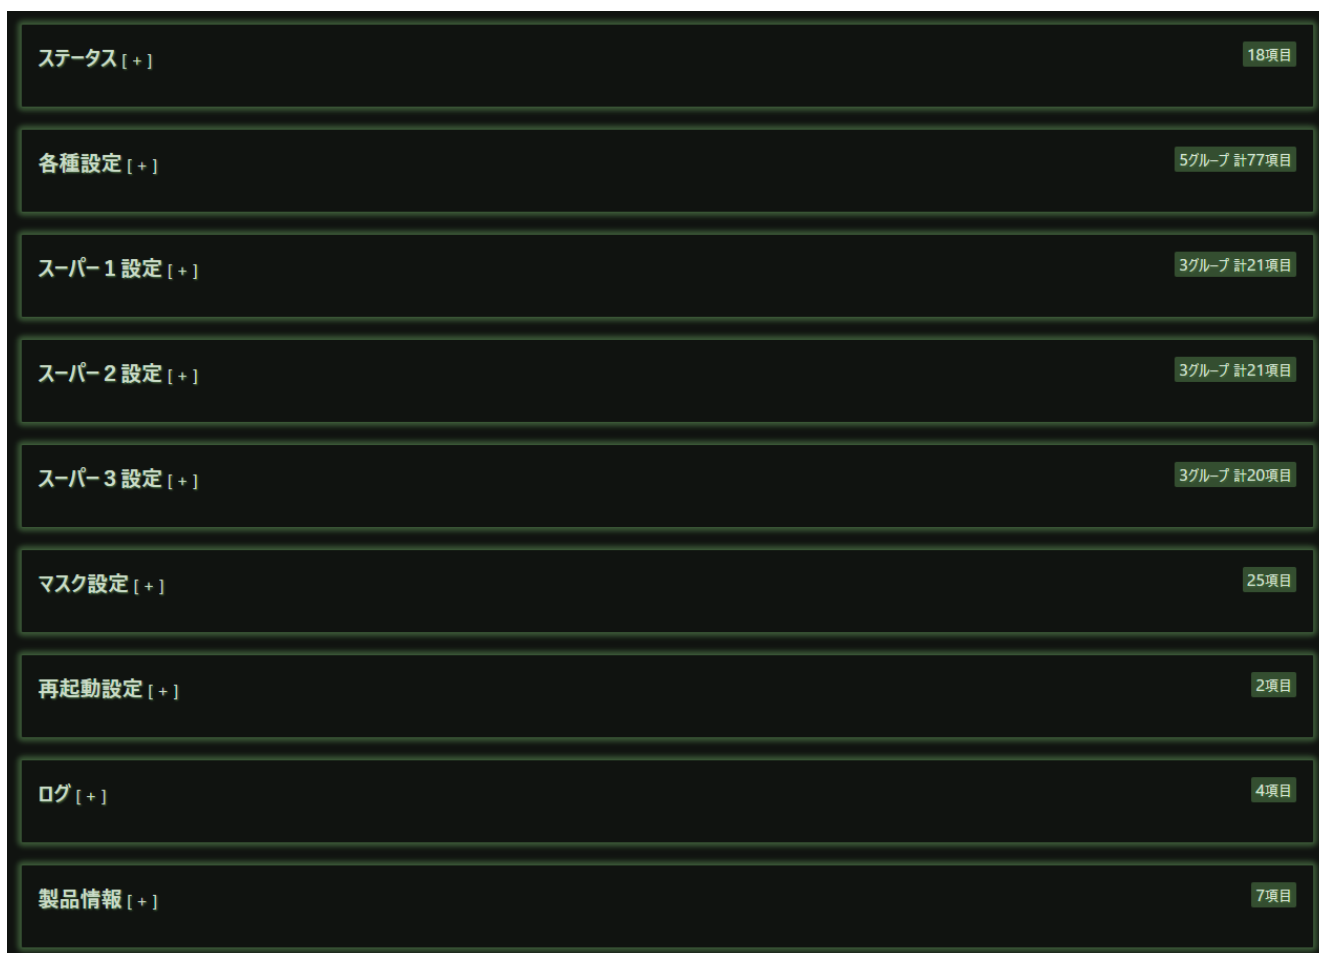 ステータス [ + ] 18項目
各種設定 [ + ] 5グループ 計77項目
スーパー１設定 [ + ] 3グループ 計21項目
スーパー２設定 [ + ] 3グループ 計21項目
スーパー３設定 [ + ] 3グループ 計20項目
マスク設定 [ + ] 25項目
再起動設定 [ + ] 2項目
ログ [ + ] 4項目
製品情報 [ + ] 7項目